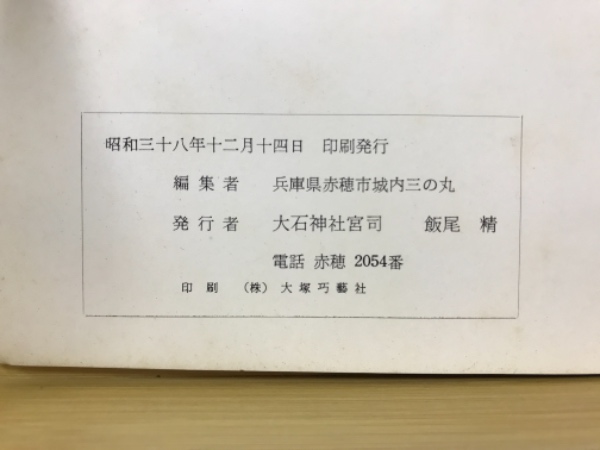 昭和三十八年十二月十四日 印刷発行
編集者 兵庫県赤穂市城内三の丸
発行者 大石神社宮司 飯尾 精
電話 赤穂 2054番
印刷 (株) 大塚巧藝社